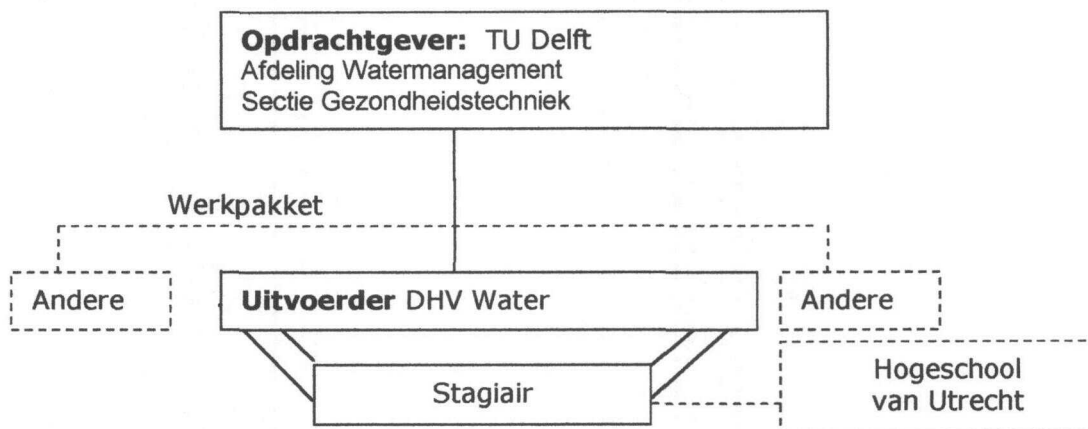 Opdrachtgever: TU Delft
Afdeling Watermanagement
Sectie Gezondheidstechniek
Werkpakket
Andere
Uitvoerder DHV Water
Andere
Stagiair
Hogeschool
van Utrecht